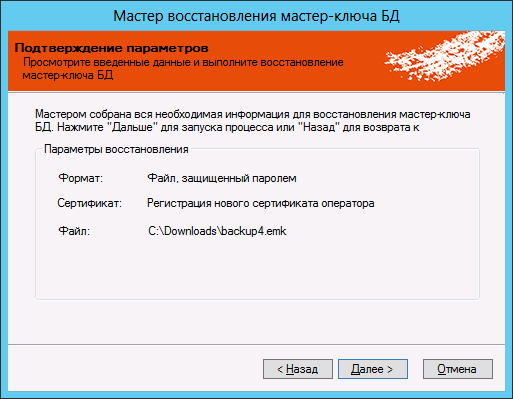 Мастер восстановления мастер-ключа БД
Подтверждение параметров
Просмотрите введенные данные и выполните восстановление
мастер-ключа БД
Мастером собрана вся необходимая информация для восстановления мастер-ключа
БД. Нажмите "Дальше" для запуска процесса или "Назад" для возврата к
Параметры восстановления
Формат: Файл, защищенный паролем
Сертификат: Регистрация нового сертификата оператора
Файл: C:\Downloads\backup4.emk
< Назад Далее > Отмена